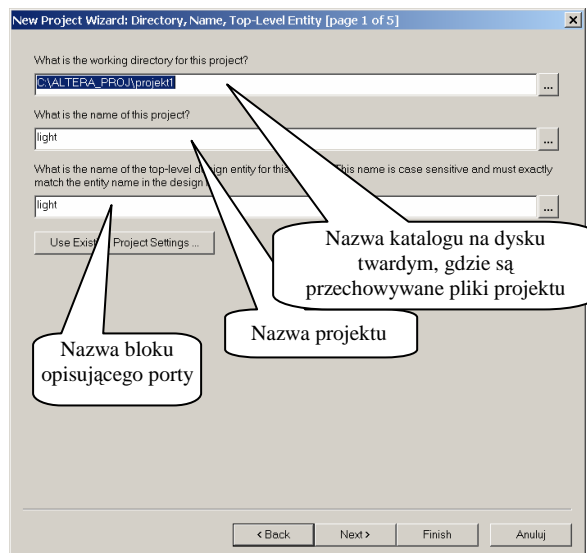 New Project Wizard: Directory, Name, Top-Level Entity [page 1 of 5]
What is the working directory for this project?
C:\ALTERA_PROJ\projekt1
...
What is the name of this project?
light
...
What is the name of the top-level design entity for this This name is case sensitive and must exactly
match the entity name in the design
light
...
Use Exist Project Settings ...
Nazwa katalogu na dysku
twardym, gdzie są
przechowywane pliki projektu
Nazwa projektu
Nazwa bloku
opisującego porty
< Back
Next >
Finish
Anuluj